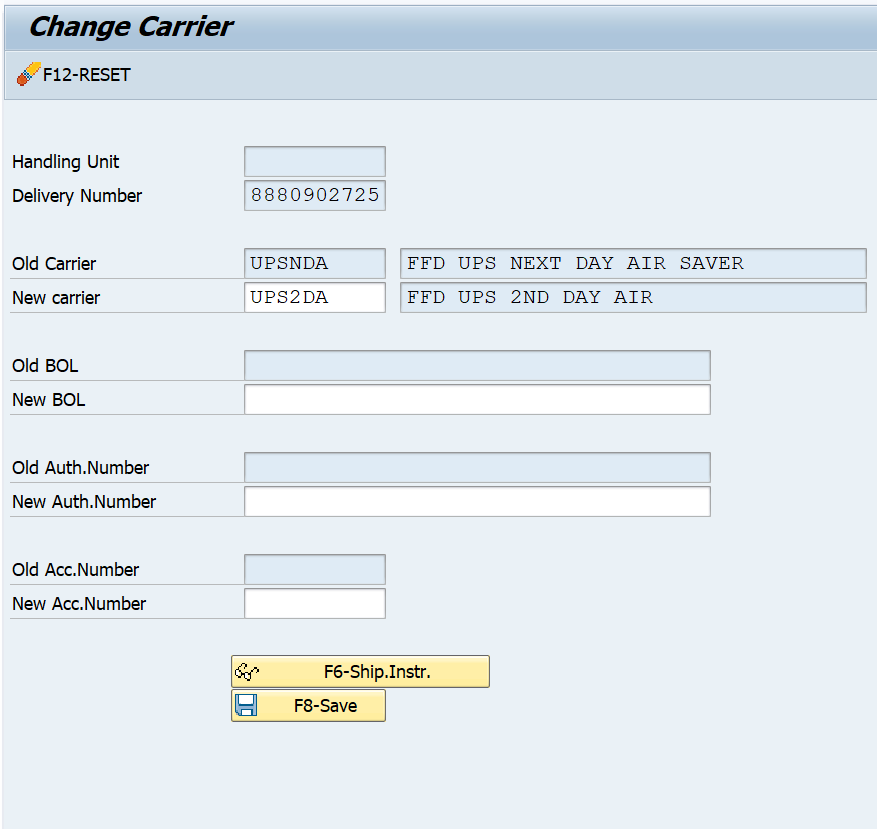 Change Carrier
F12-RESET
Handling Unit
Delivery Number 8880902725
Old Carrier UPSNDA FFD UPS NEXT DAY AIR SAVER
New carrier UPS2DA FFD UPS 2ND DAY AIR
Old BOL
New BOL
Old Auth.Number
New Auth.Number
Old Acc.Number
New Acc.Number
F6-Ship.Instr.
F8-Save